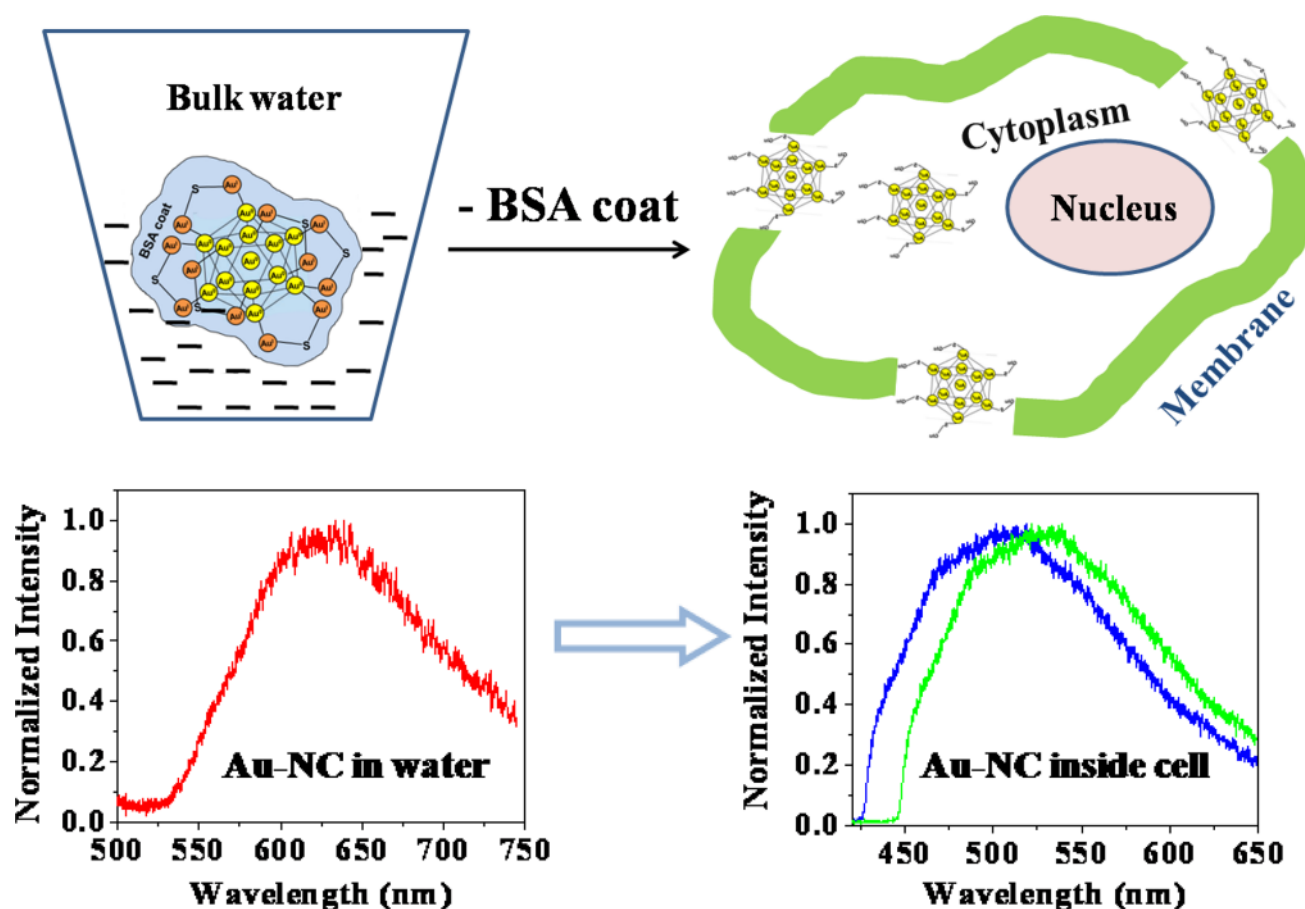 Bulk water
BSA coat
- BSA coat
Cytoplasm
Nucleus
Membrane
Normalized Intensity
1.0
0.8
0.6
0.4
0.2
0.0
Au-NC in water
500 550 600 650 700 750
Wavelength (nm)
Normalized Intensity
1.0
0.8
0.6
0.4
0.2
0.0
Au-NC inside cell
450 500 550 600 650
Wavelength (nm)